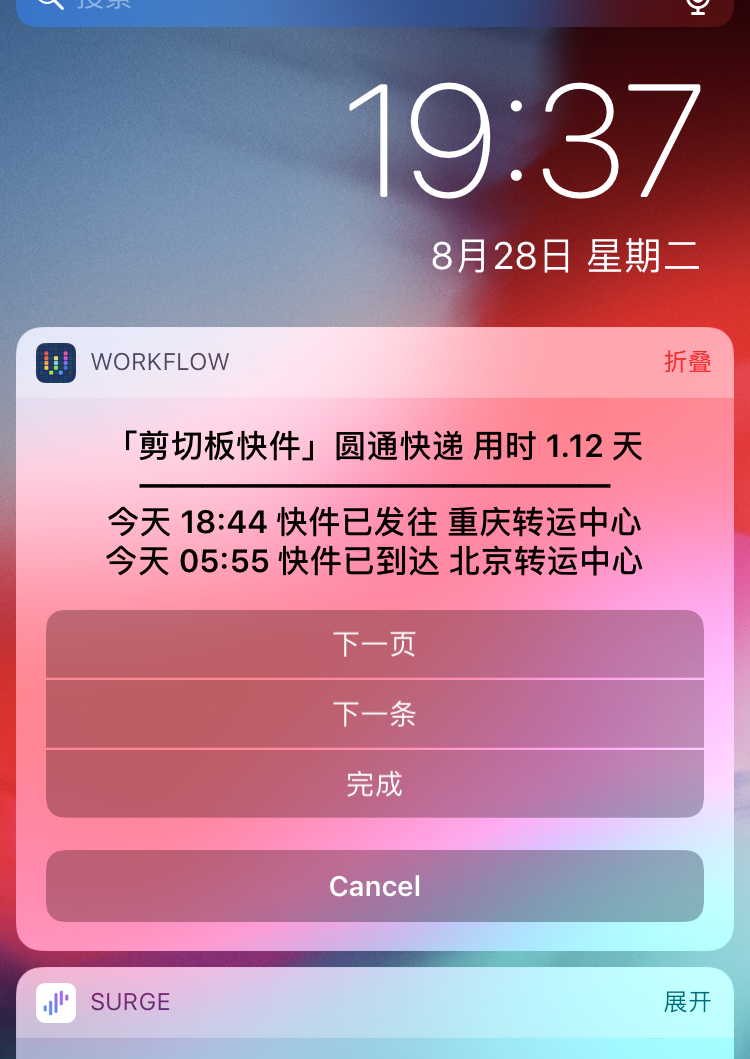 搜索
19:37
8月28日 星期二
WORKFLOW
折叠
「剪切板快件」圆通快递 用时 1.12 天
今天 18:44 快件已发往 重庆转运中心
今天 05:55 快件已到达 北京转运中心
下一页
下一条
完成
Cancel
SURGE
展开